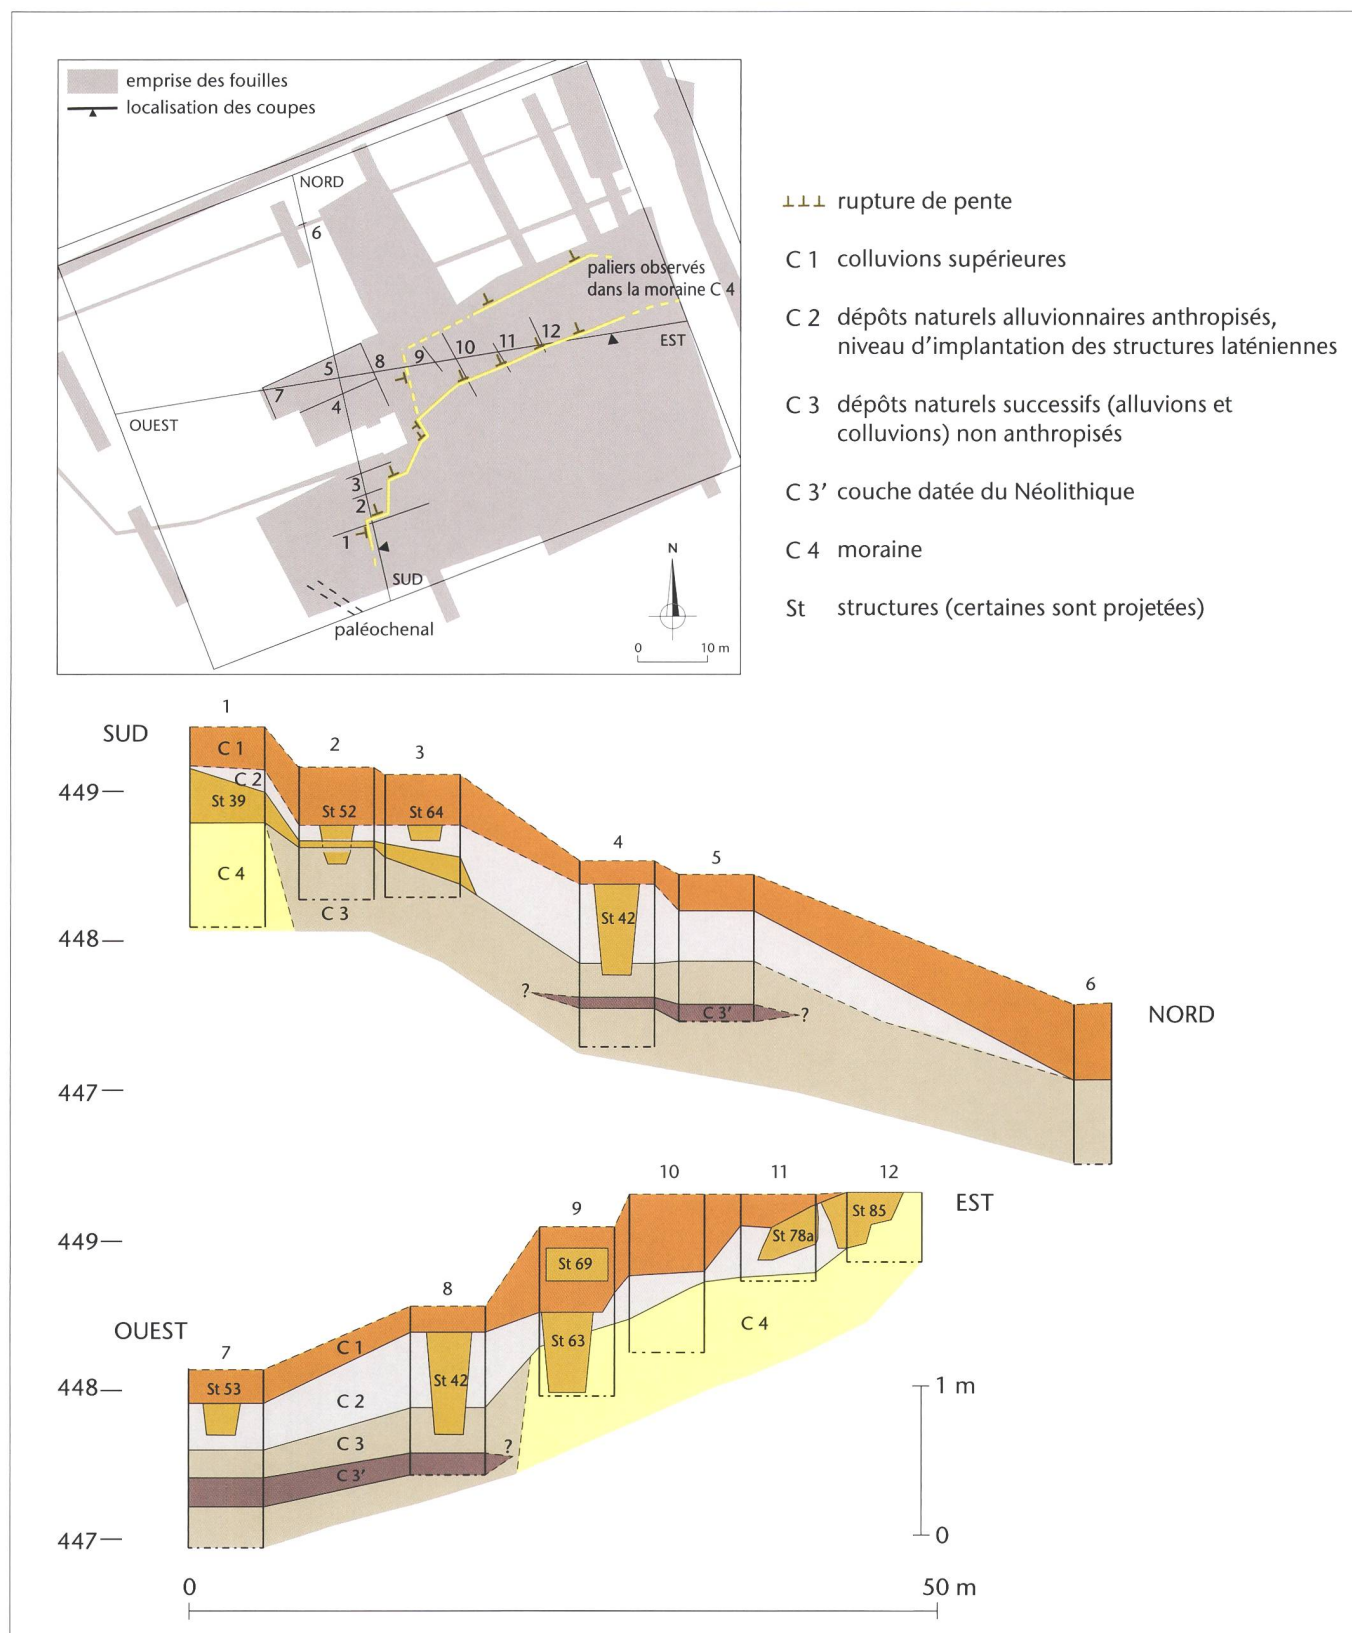 emprise des fouilles
localisation des coupes
NORD
6
paliers observés
dans la moraine C 4
12
11
10
9
8
5
EST
7
4
OUEST
3
2
1
SUD
paléochenal
N
0 10 m
⊥⊥⊥ rupture de pente
C 1 colluvions supérieures
C 2 dépôts naturels alluvionnaires anthropisés,
niveau d’implantation des structures laténiennes
C 3 dépôts naturels successifs (alluvions et
colluvions) non anthropisés
C 3’ couche datée du Néolithique
C 4 moraine
St structures (certaines sont projetées)
1
SUD
2
3
C 1
C 2
449
St 39
St 52
St 64
4
5
C 4
C 3
St 42
448
6
?
C 3’
?
NORD
447
10
11
12
EST
9
St 85
449
St 78a
St 69
8
C 4
OUEST
St 63
C 1
7
St 42
448
St 53
C 2
1 m
C 3
?
C 3’
447
0
0
50 m